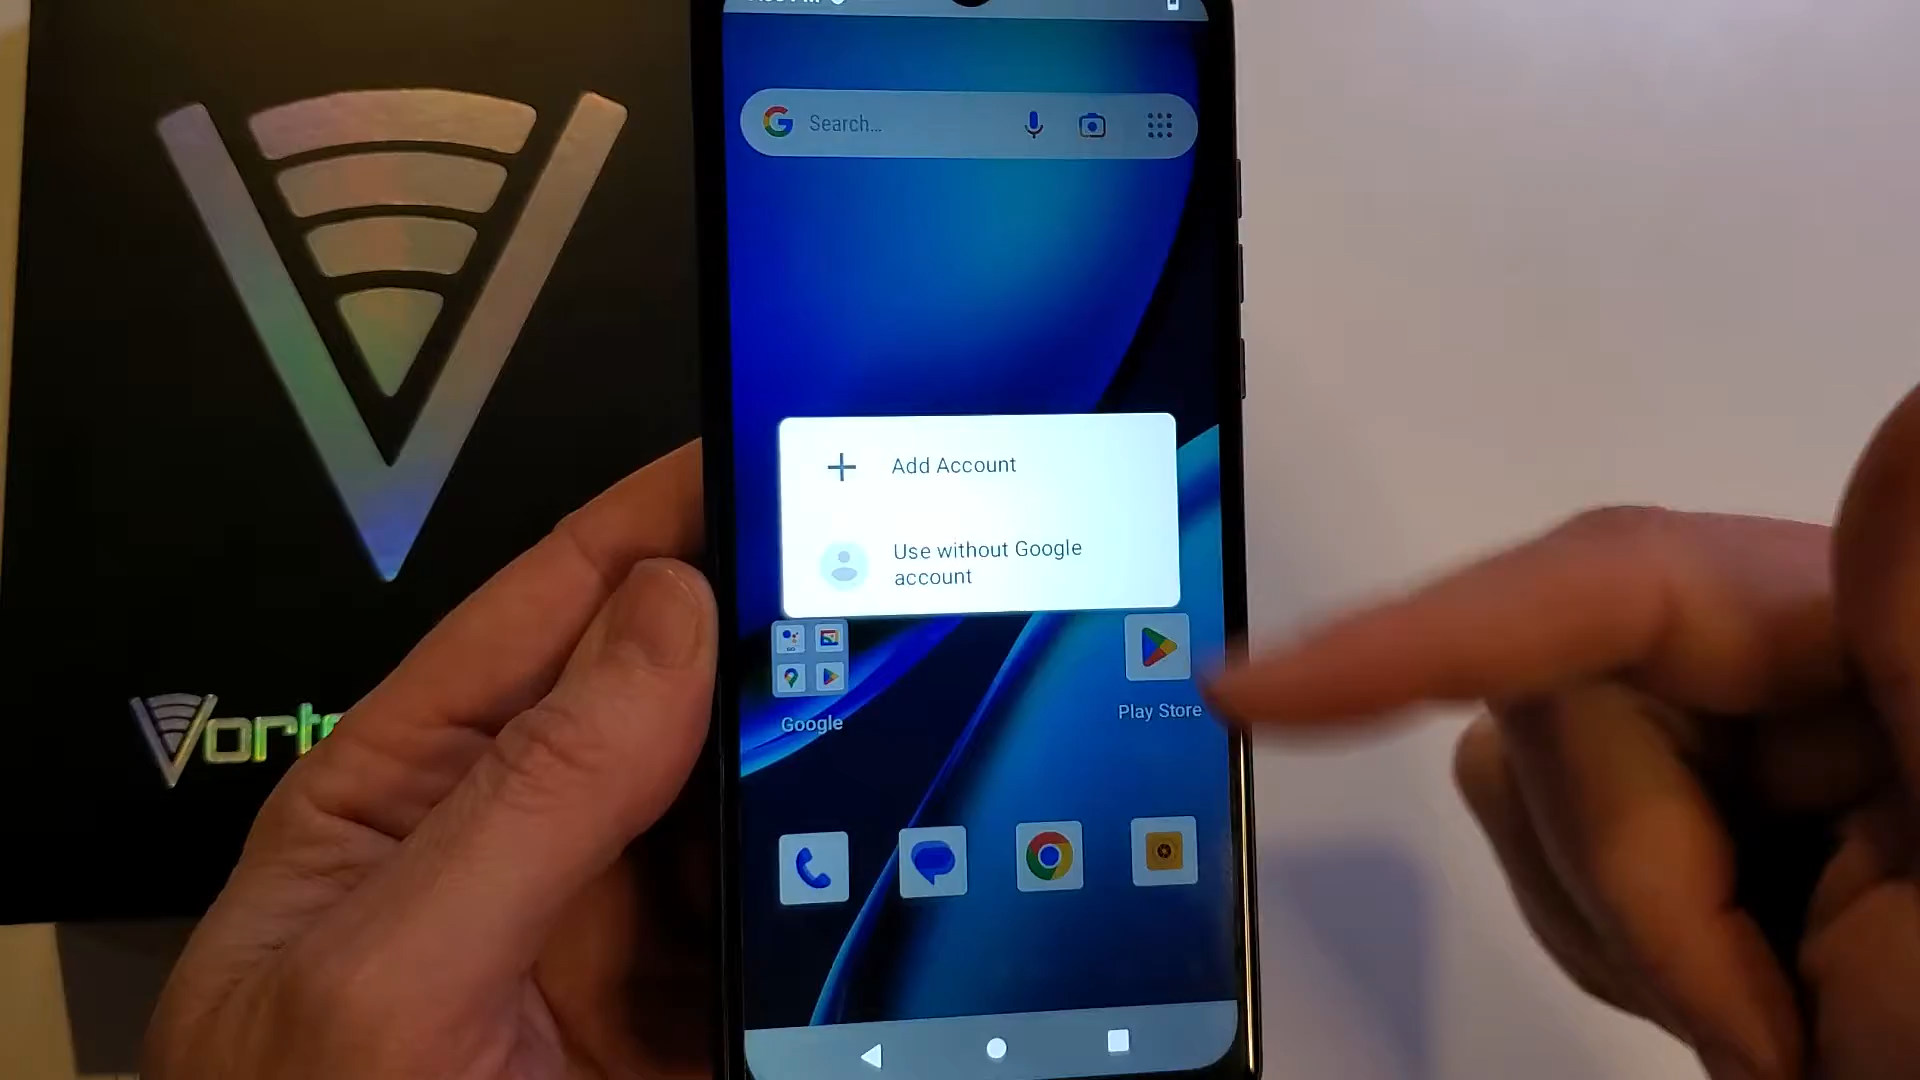 Search...
Add Account
Use without Google
account
Google
Play Store